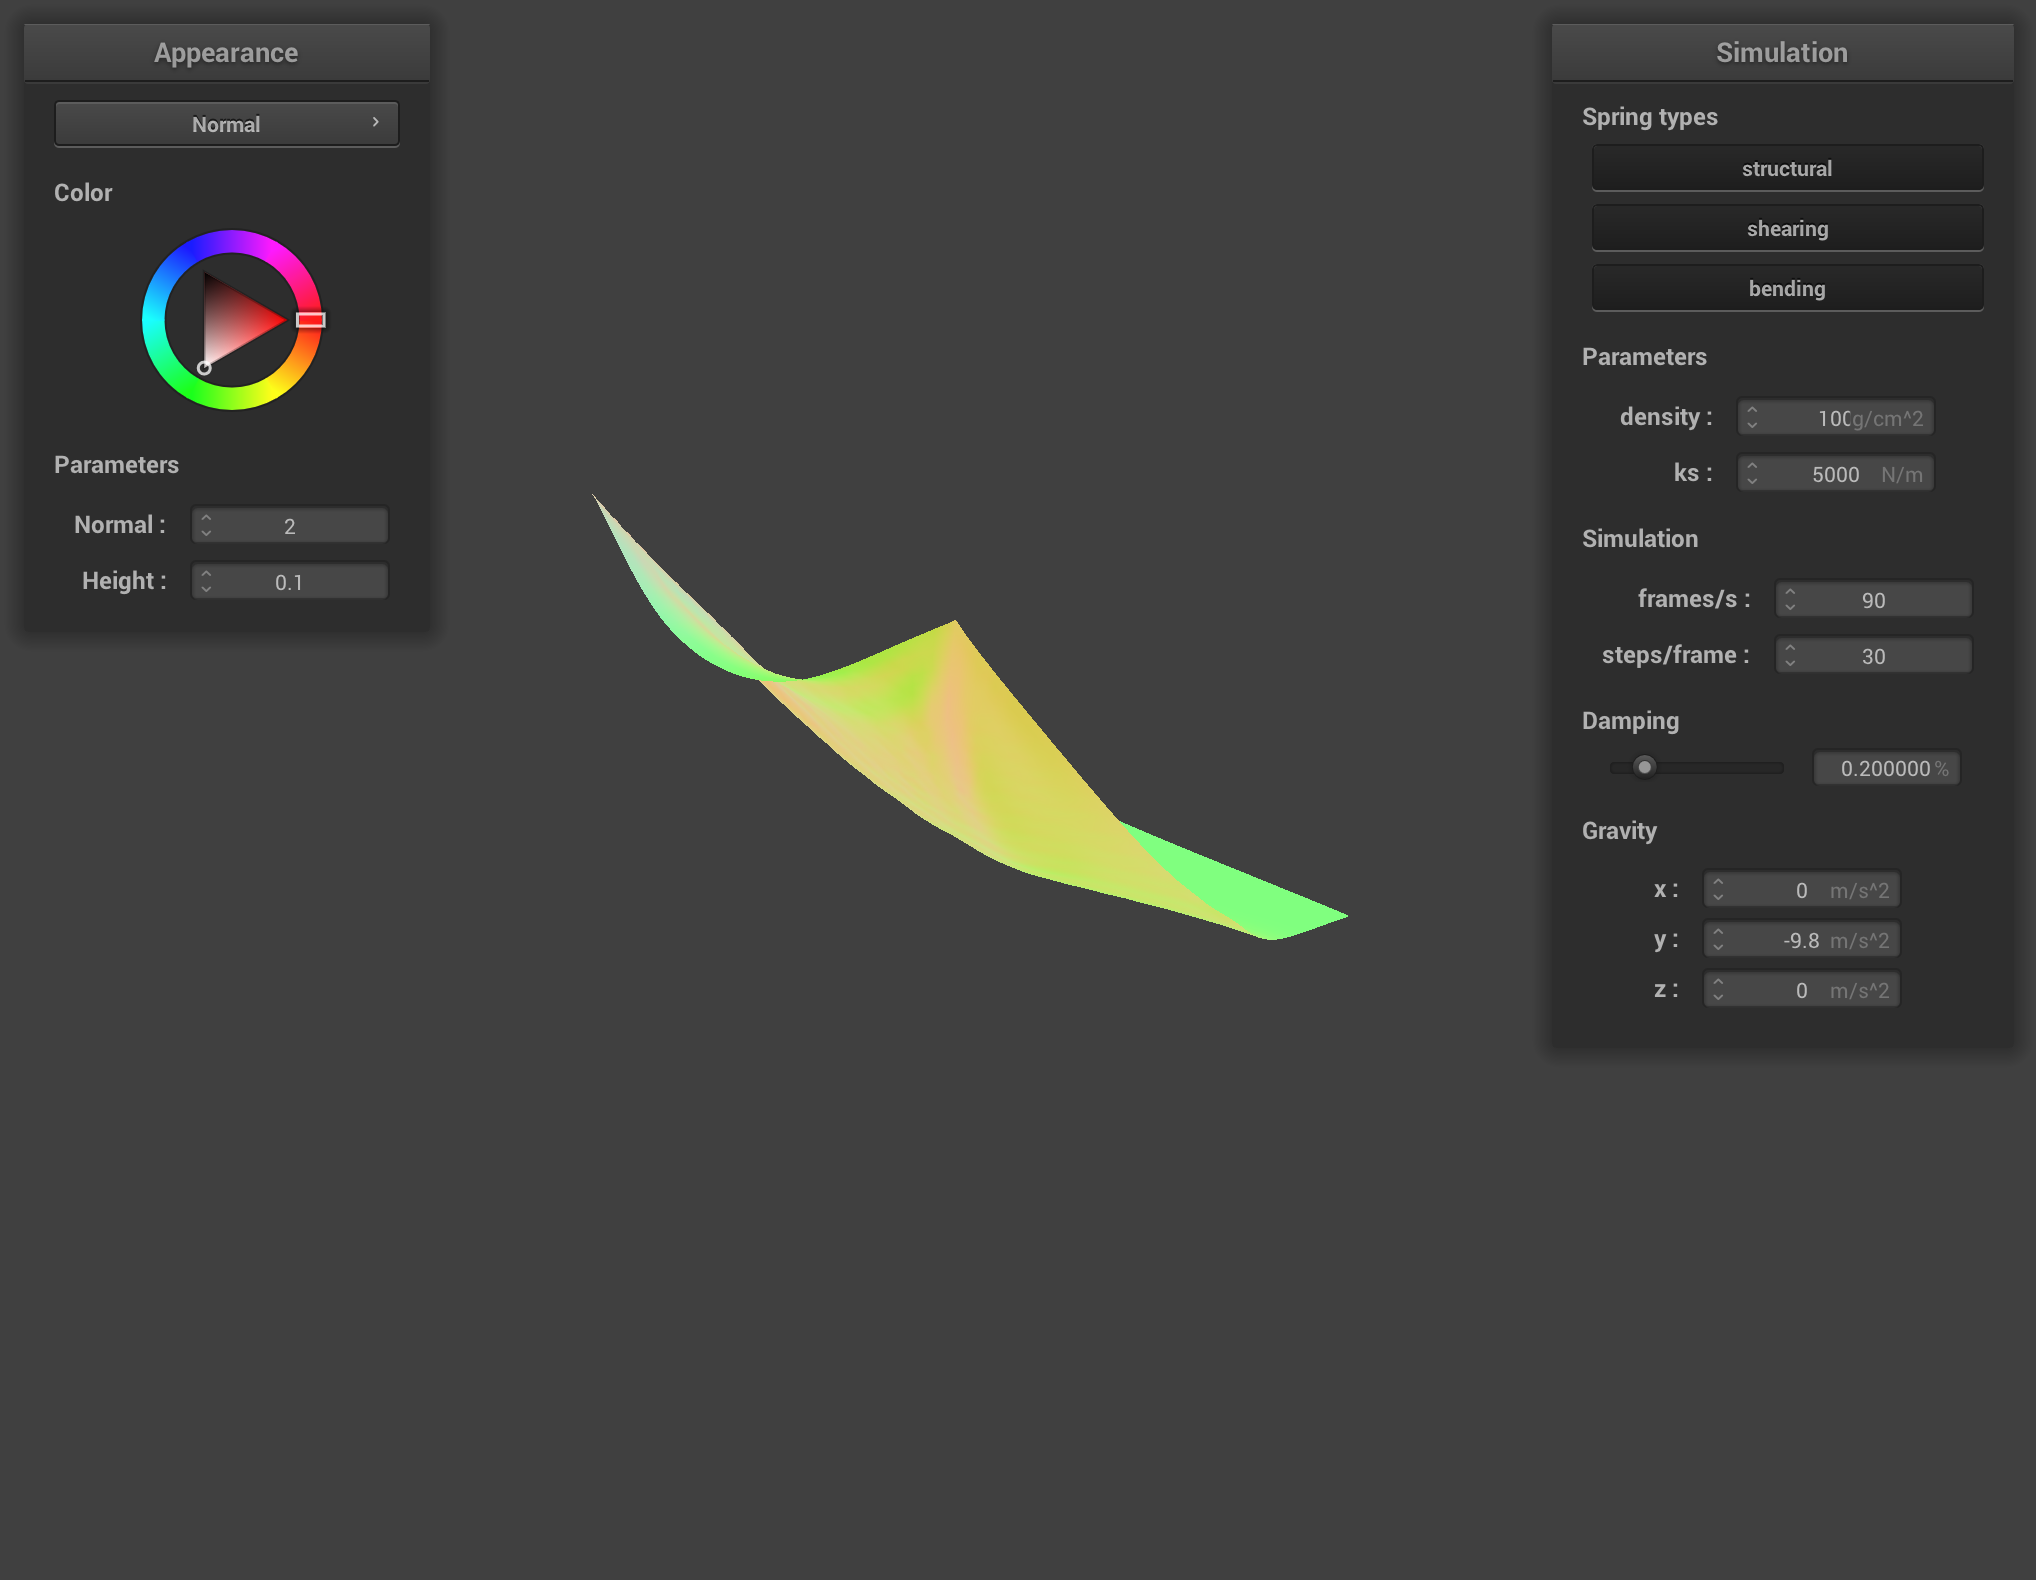 Appearance
Normal
Color
Parameters
Normal : 2
Height : 0.1
Simulation
Spring types
structural
shearing
bending
Parameters
density : 100 g/cm^2
ks : 5000 N/m
Simulation
frames/s : 90
steps/frame : 30
Damping
0.200000 %
Gravity
x : 0 m/s^2
y : -9.8 m/s^2
z : 0 m/s^2